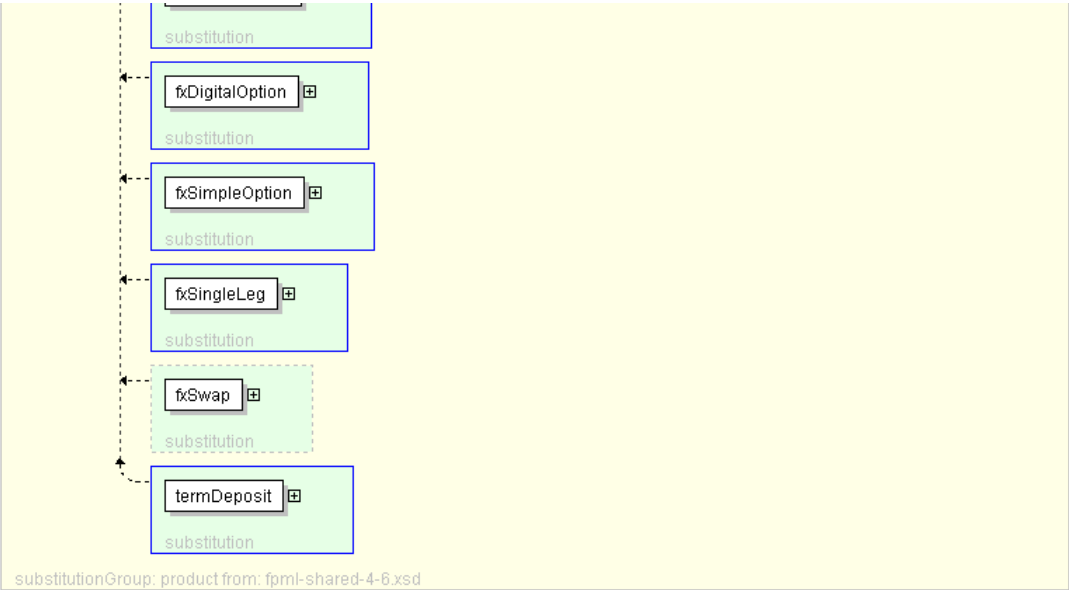 substitution
fxDigitalOption
substitution
fxSimpleOption
substitution
fxSingleLeg
substitution
fxSwap
substitution
termDeposit
substitution
substitutionGroup: product from: fpml-shared-4-6.xsd